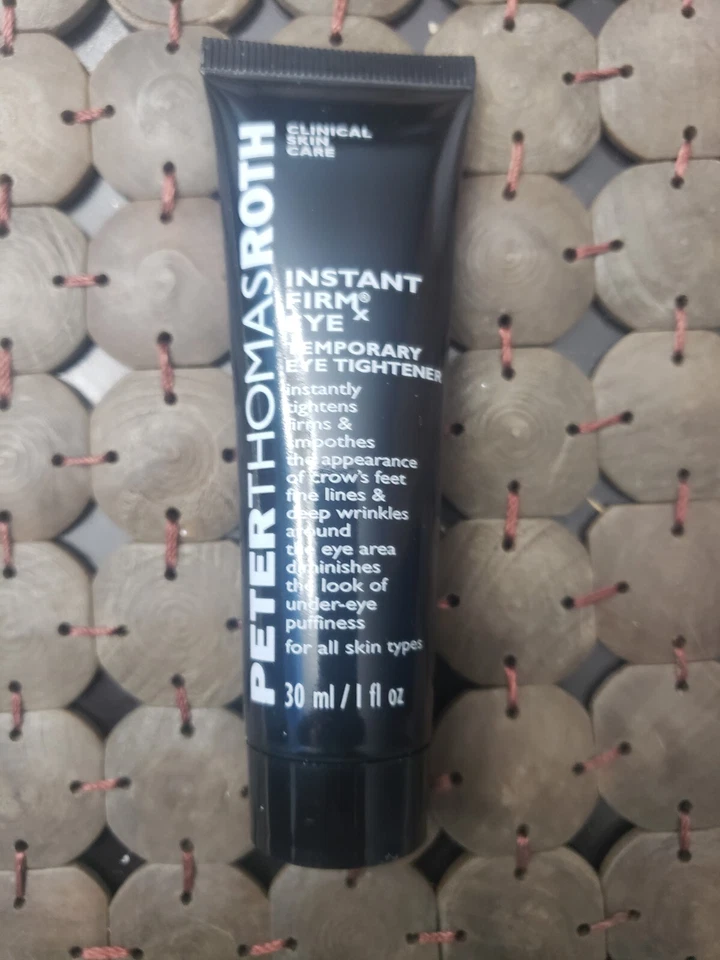 PETERTHOMASROTH
CLINICAL
SKIN
CARE
INSTANT
FIRMx®
EYE
TEMPORARY
EYE TIGHTENER
instantly
tightens
firms &
smoothes
the appearance
of crow's feet
fine lines &
deep wrinkles
around
the eye area
diminishes
the look of
under-eye
puffiness
for all skin types
30 ml / 1 fl oz